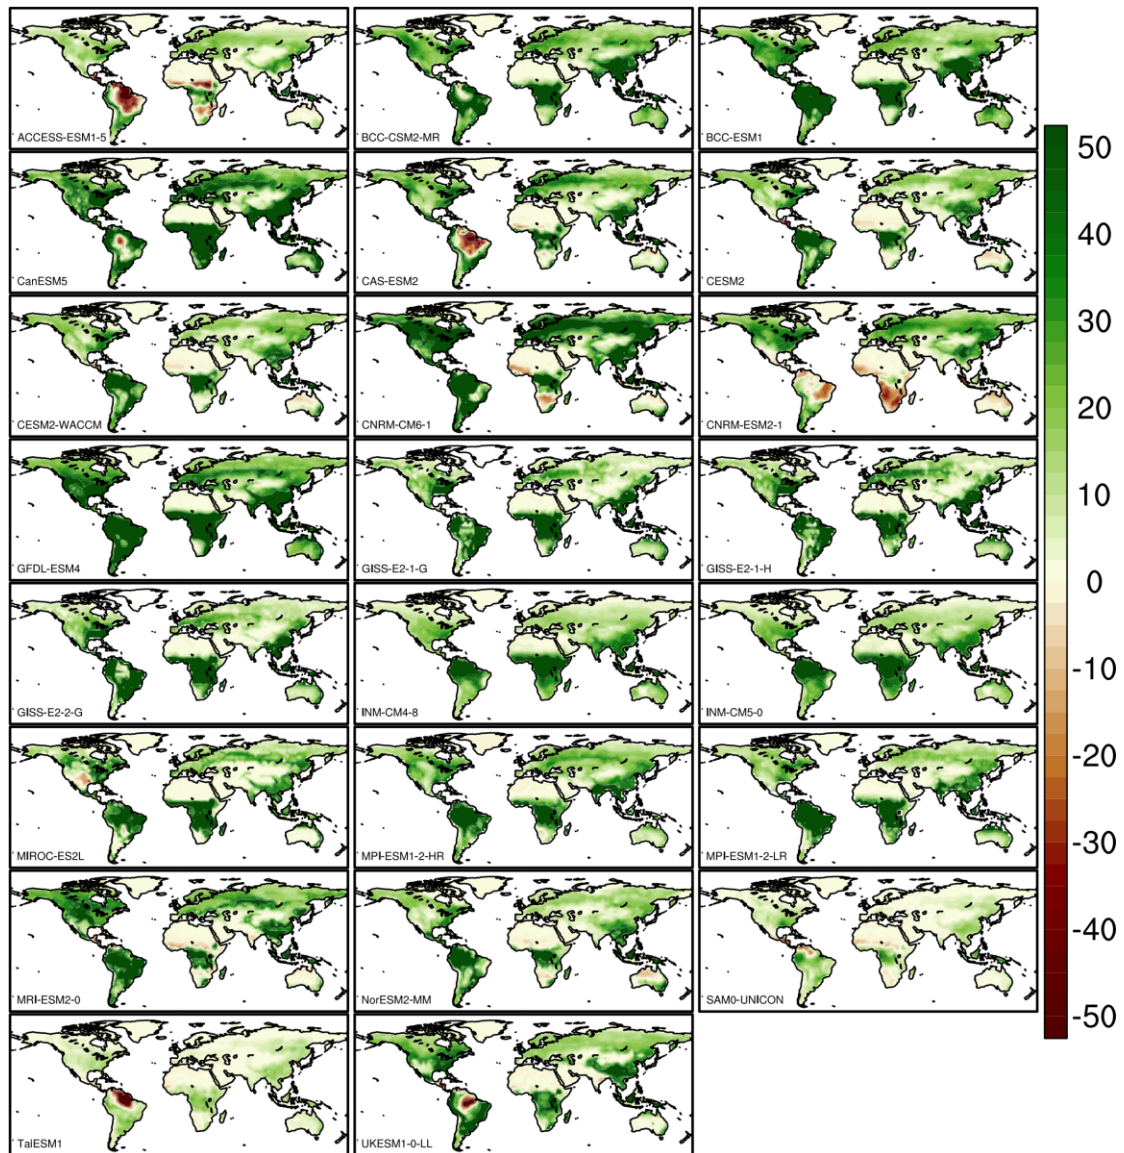 ACCESS-ESM1-5
BCC-CSM2-MR
BCC-ESM1
50
CanESM5
CAS-ESM2
CESM2
40
30
CESM2-WACCM
CNRM-CM6-1
CNRM-ESM2-1
20
10
GFDL-ESM4
GISS-E2-1-G
GISS-E2-1-H
0
-10
GISS-E2-2-G
INM-CM4-8
INM-CM5-0
-20
-30
MIROC-ES2L
MPI-ESM1-2-HR
MPI-ESM1-2-LR
-40
MRI-ESM2-0
NorESM2-MM
SAM0-UNICON
-50
TaiESM1
UKESM1-0-LL